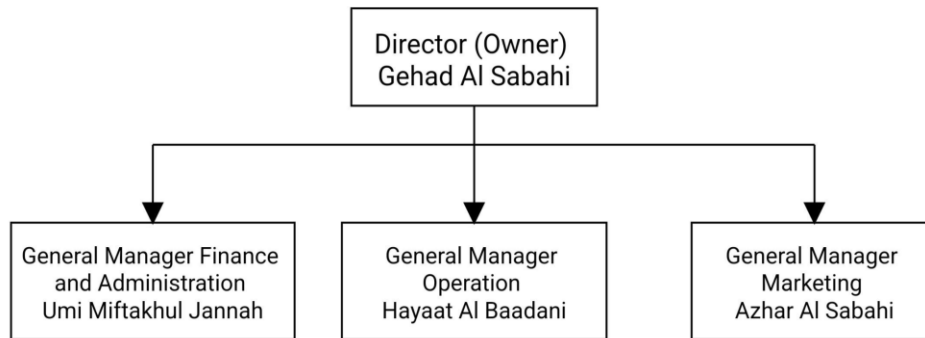 Director (Owner)
Gehad Al Sabahi
General Manager Finance
and Administration
Umi Miftakhul Jannah
General Manager
Operation
Hayaat Al Baadani
General Manager
Marketing
Azhar Al Sabahi